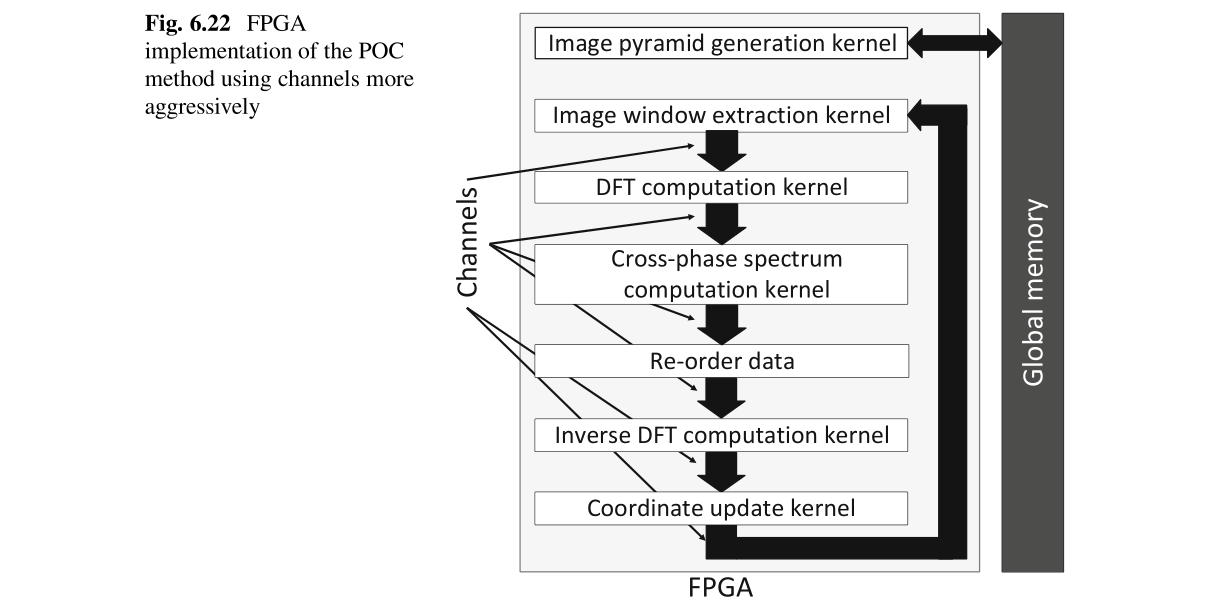 Fig. 6.22 FPGA
implementation of the POC
method using channels more
aggressively
Image pyramid generation kernel
Image window extraction kernel
DFT computation kernel
Cross-phase spectrum
computation kernel
Re-order data
Inverse DFT computation kernel
Coordinate update kernel
Channels
Global memory
FPGA